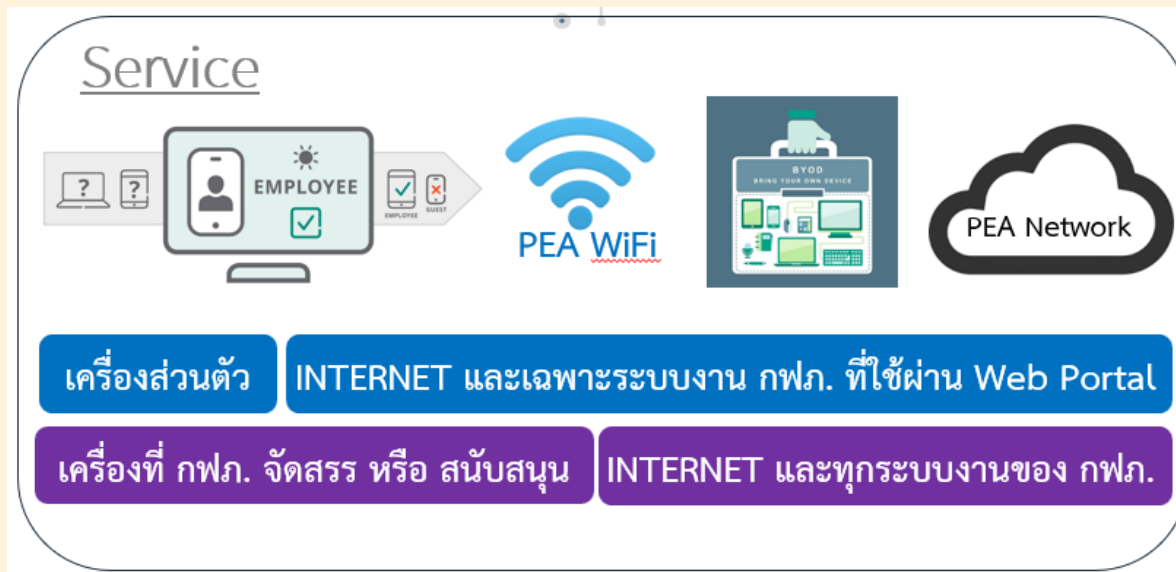 Service
?
?
EMPLOYEE
EMPLOYEE
GUEST
PEA WiFi
BYOD
BRING YOUR OWN DEVICE
PEA Network
เครื่องส่วนตัว
INTERNET และเฉพาะระบบงาน กฟภ. ที่ใช้ผ่าน Web Portal
เครื่องที่ กฟภ. จัดสรร หรือ สนับสนุน
INTERNET และทุกระบบงานของ กฟภ.